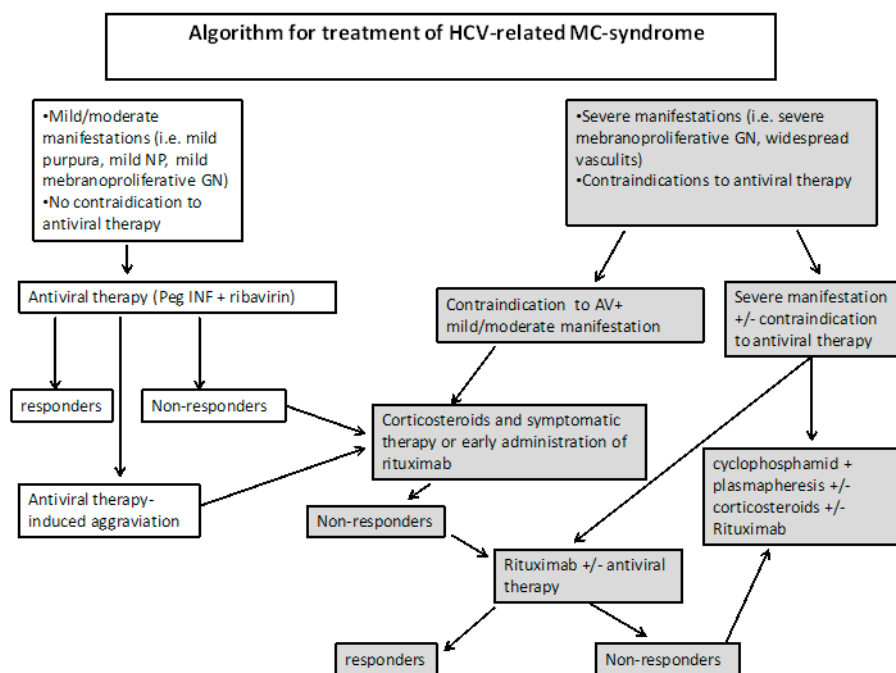 Algorithm for treatment of HCV-related MC-syndrome
•Mild/moderate
manifestations (i.e. mild
purpura, mild NP, mild
mebranoproliferative GN)
•No contraidication to
antiviral therapy
•Severe manifestations (i.e. severe
mebranoproliferative GN, widespread
vasculits)
•Contraindications to antiviral therapy
Antiviral therapy (Peg INF + ribavirin)
Contraindication to AV+
mild/moderate manifestation
Severe manifestation
+/- contraindication
to antiviral therapy
responders
Non-responders
Corticosteroids and symptomatic
therapy or early administration of
rituximab
cyclophosphamid +
plasmapheresis +/-
corticosteroids +/-
Rituximab
Antiviral therapy-
induced aggraviation
Non-responders
Rituximab +/- antiviral
therapy
responders
Non-responders